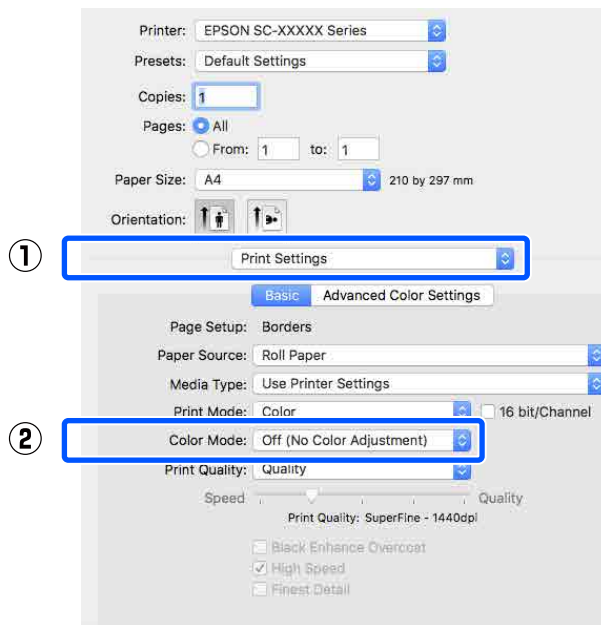 Printer: EPSON SC-XXXXX Series
Presets: Default Settings
Copies: 1
Pages: All
From: 1 to: 1
Paper Size: A4 210 by 297 mm
Orientation:
① Print Settings
Basic Advanced Color Settings
Page Setup: Borders
Paper Source: Roll Paper
Media Type: Use Printer Settings
Print Mode: Color 16 bit/Channel
② Color Mode: Off (No Color Adjustment)
Print Quality: Quality
Speed Quality
Print Quality: SuperFine - 1440dpi
Black Enhance Overcoat
High Speed
Finest Detail